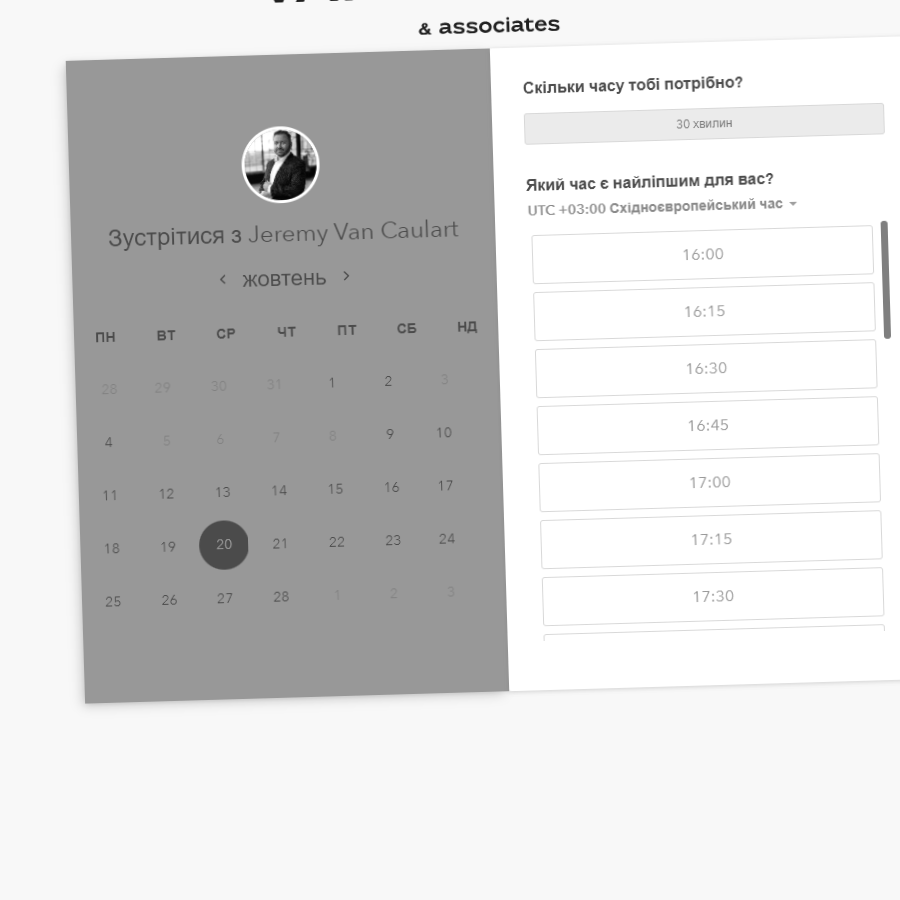 & associates
Зустрітися з Jeremy Van Caulart
жовтень
ПН ВТ СР ЧТ ПТ СБ НД
28 29 30 31 1 2 3
4 5 6 7 8 9 10
11 12 13 14 15 16 17
18 19 20 21 22 23 24
25 26 27 28 1 2 3
Скільки часу тобі потрібно?
30 хвилин
Який час є найліпшим для вас?
UTC +03:00 Східноєвропейський час
16:00
16:15
16:30
16:45
17:00
17:15
17:30